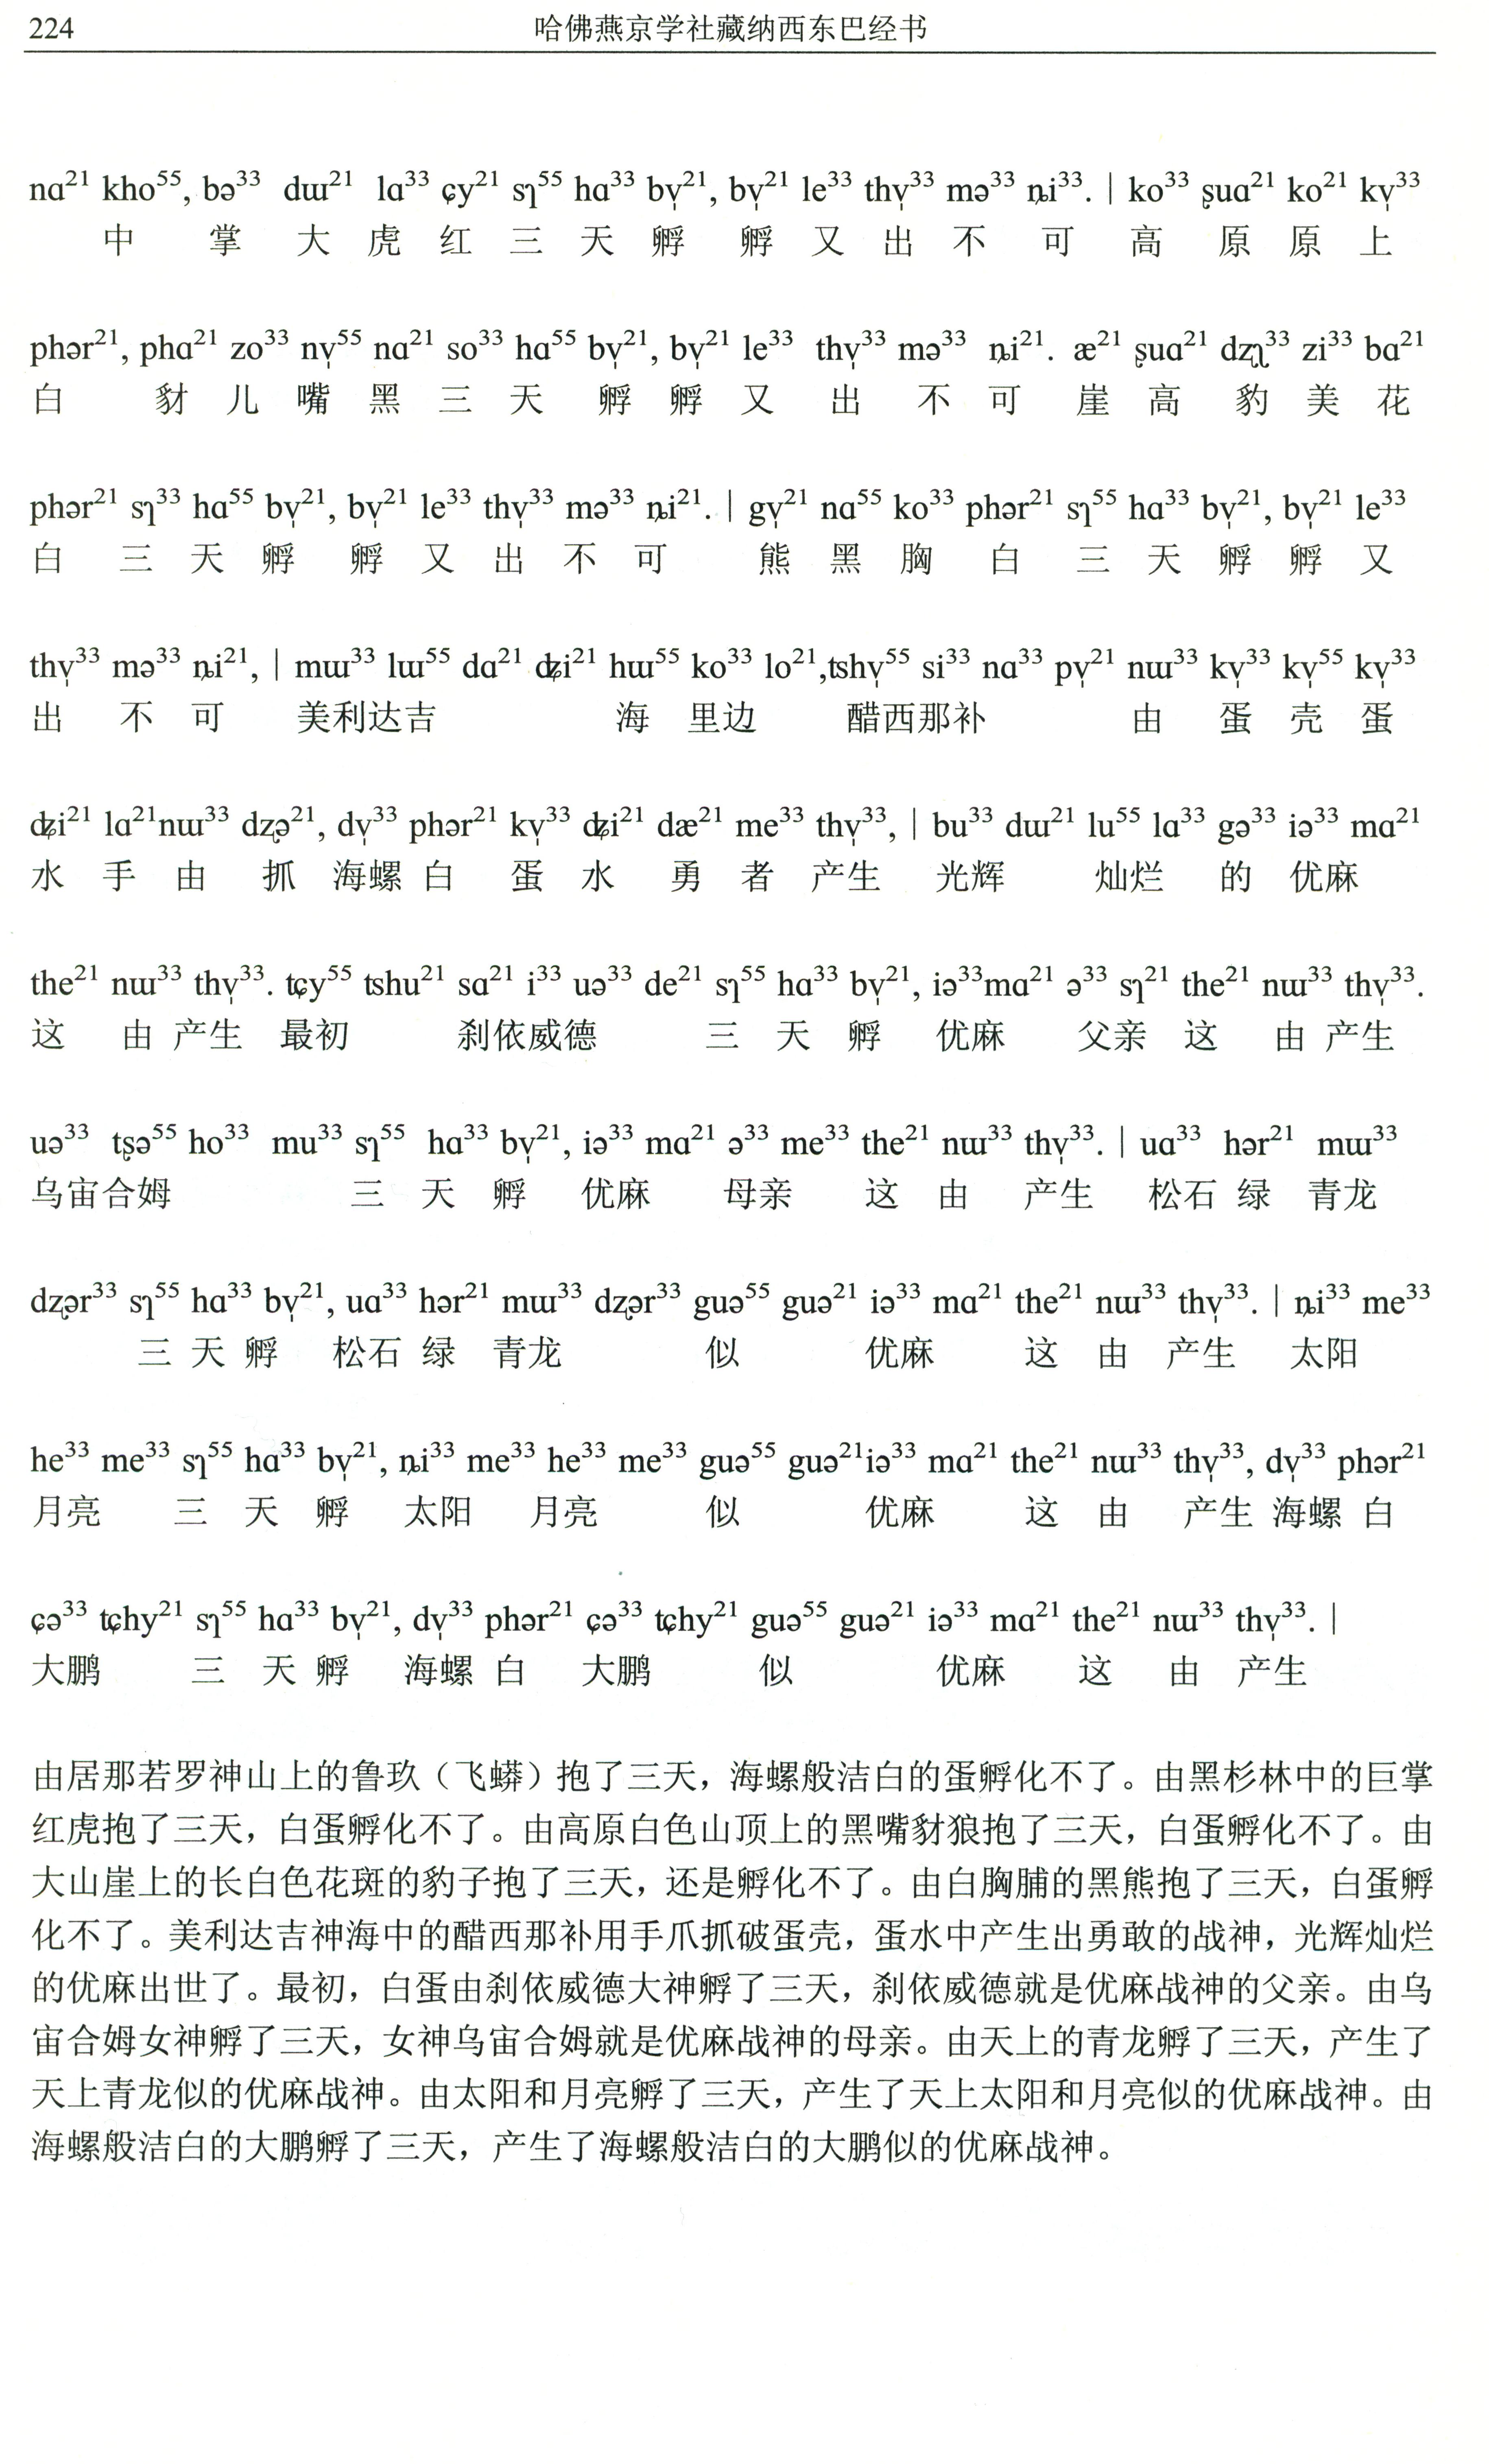 224
哈佛燕京学社藏纳西东巴经书
nɑ²¹ kho⁵⁵, bə³³ dɯ²¹ lɑ³³ ɕy²¹ sɿ⁵⁵ hɑ³³ bv̩²¹, bv̩²¹ le³³ thv̩³³ mə³³ ȵi³³. | ko³³ ʂuɑ²¹ ko²¹ kv̩³³
中 掌 大 虎 红 三 天 孵 孵 又 出 不 可 高 原 原 上
phər²¹, phɑ²¹ zo³³ nv̩⁵⁵ nɑ²¹ so³³ hɑ⁵⁵ bv̩²¹, bv̩²¹ le³³ thv̩³³ mə³³ ȵi²¹. æ²¹ ʂuɑ²¹ dʐʅ³³ zi³³ bɑ²¹
白 豺 儿 嘴 黑 三 天 孵 孵 又 出 不 可 崖 高 豹 美 花
phər²¹ sɿ³³ hɑ⁵⁵ bv̩²¹, bv̩²¹ le³³ thv̩³³ mə³³ ȵi²¹. | gv̩²¹ nɑ⁵⁵ ko³³ phər²¹ sɿ⁵⁵ hɑ³³ bv̩²¹, bv̩²¹ le³³
白 三 天 孵 孵 又 出 不 可 熊 黑 胸 白 三 天 孵 孵 又
thv̩³³ mə³³ ȵi²¹, | mɯ³³ lɯ⁵⁵ dɑ²¹ ʥi²¹ hɯ⁵⁵ ko³³ lo²¹,tshv̩⁵⁵ si³³ nɑ³³ pv̩²¹ nɯ³³ kv̩³³ kv̩⁵⁵ kv̩³³
出 不 可 美利达吉 海 里边 醋西那补 由 蛋 壳 蛋
ʥi²¹ lɑ²¹nɯ³³ dʐə²¹, dv̩³³ phər²¹ kv̩³³ ʥi²¹ dæ²¹ me³³ thv̩³³, | bu³³ dɯ²¹ lu⁵⁵ lɑ³³ gə³³ iə³³ mɑ²¹
水 手 由 抓 海螺 白 蛋 水 勇 者 产生 光辉 灿烂 的 优麻
the²¹ nɯ³³ thv̩³³. ʨy⁵⁵ tshu²¹ sɑ²¹ i³³ uə³³ de²¹ sɿ⁵⁵ hɑ³³ bv̩²¹, iə³³mɑ²¹ ə³³ sɿ²¹ the²¹ nɯ³³ thv̩³³.
这 由 产生 最初 刹依威德 三 天 孵 优麻 父亲 这 由 产生
uə³³ tʂə⁵⁵ ho³³ mu³³ sɿ⁵⁵ hɑ³³ bv̩²¹, iə³³ mɑ²¹ ə³³ me³³ the²¹ nɯ³³ thv̩³³. | uɑ³³ hər²¹ mɯ³³
乌宙合姆 三 天 孵 优麻 母亲 这 由 产生 松石 绿 青龙
dʐər³³ sɿ⁵⁵ hɑ³³ bv̩²¹, uɑ³³ hər²¹ mɯ³³ dʐər³³ guə⁵⁵ guə²¹ iə³³ mɑ²¹ the²¹ nɯ³³ thv̩³³. | ȵi³³ me³³
三 天 孵 松石 绿 青龙 似 优麻 这 由 产生 太阳
he³³ me³³ sɿ⁵⁵ hɑ³³ bv̩²¹, ȵi³³ me³³ he³³ me³³ guə⁵⁵ guə²¹iə³³ mɑ²¹ the²¹ nɯ³³ thv̩³³, dv̩³³ phər²¹
月亮 三 天 孵 太阳 月亮 似 优麻 这 由 产生 海螺 白
ɕə³³ ʨhy²¹ sɿ⁵⁵ hɑ³³ bv̩²¹, dv̩³³ phər²¹ ɕə³³ ʨhy²¹ guə⁵⁵ guə²¹ iə³³ mɑ²¹ the²¹ nɯ³³ thv̩³³. |
大鹏 三 天 孵 海螺 白 大鹏 似 优麻 这 由 产生
由居那若罗神山上的鲁玖（飞蟒）抱了三天，海螺般洁白的蛋孵化不了。由黑杉林中的巨掌
红虎抱了三天，白蛋孵化不了。由高原白色山顶上的黑嘴豺狼抱了三天，白蛋孵化不了。由
大山崖上的长白色花斑的豹子抱了三天，还是孵化不了。由白胸脯的黑熊抱了三天，白蛋孵
化不了。美利达吉神海中的醋西那补用手爪抓破蛋壳，蛋水中产生出勇敢的战神，光辉灿烂
的优麻出世了。最初，白蛋由刹依威德大神孵了三天，刹依威德就是优麻战神的父亲。由乌
宙合姆女神孵了三天，女神乌宙合姆就是优麻战神的母亲。由天上的青龙孵了三天，产生了
天上青龙似的优麻战神。由太阳和月亮孵了三天，产生了天上太阳和月亮似的优麻战神。由
海螺般洁白的大鹏孵了三天，产生了海螺般洁白的大鹏似的优麻战神。